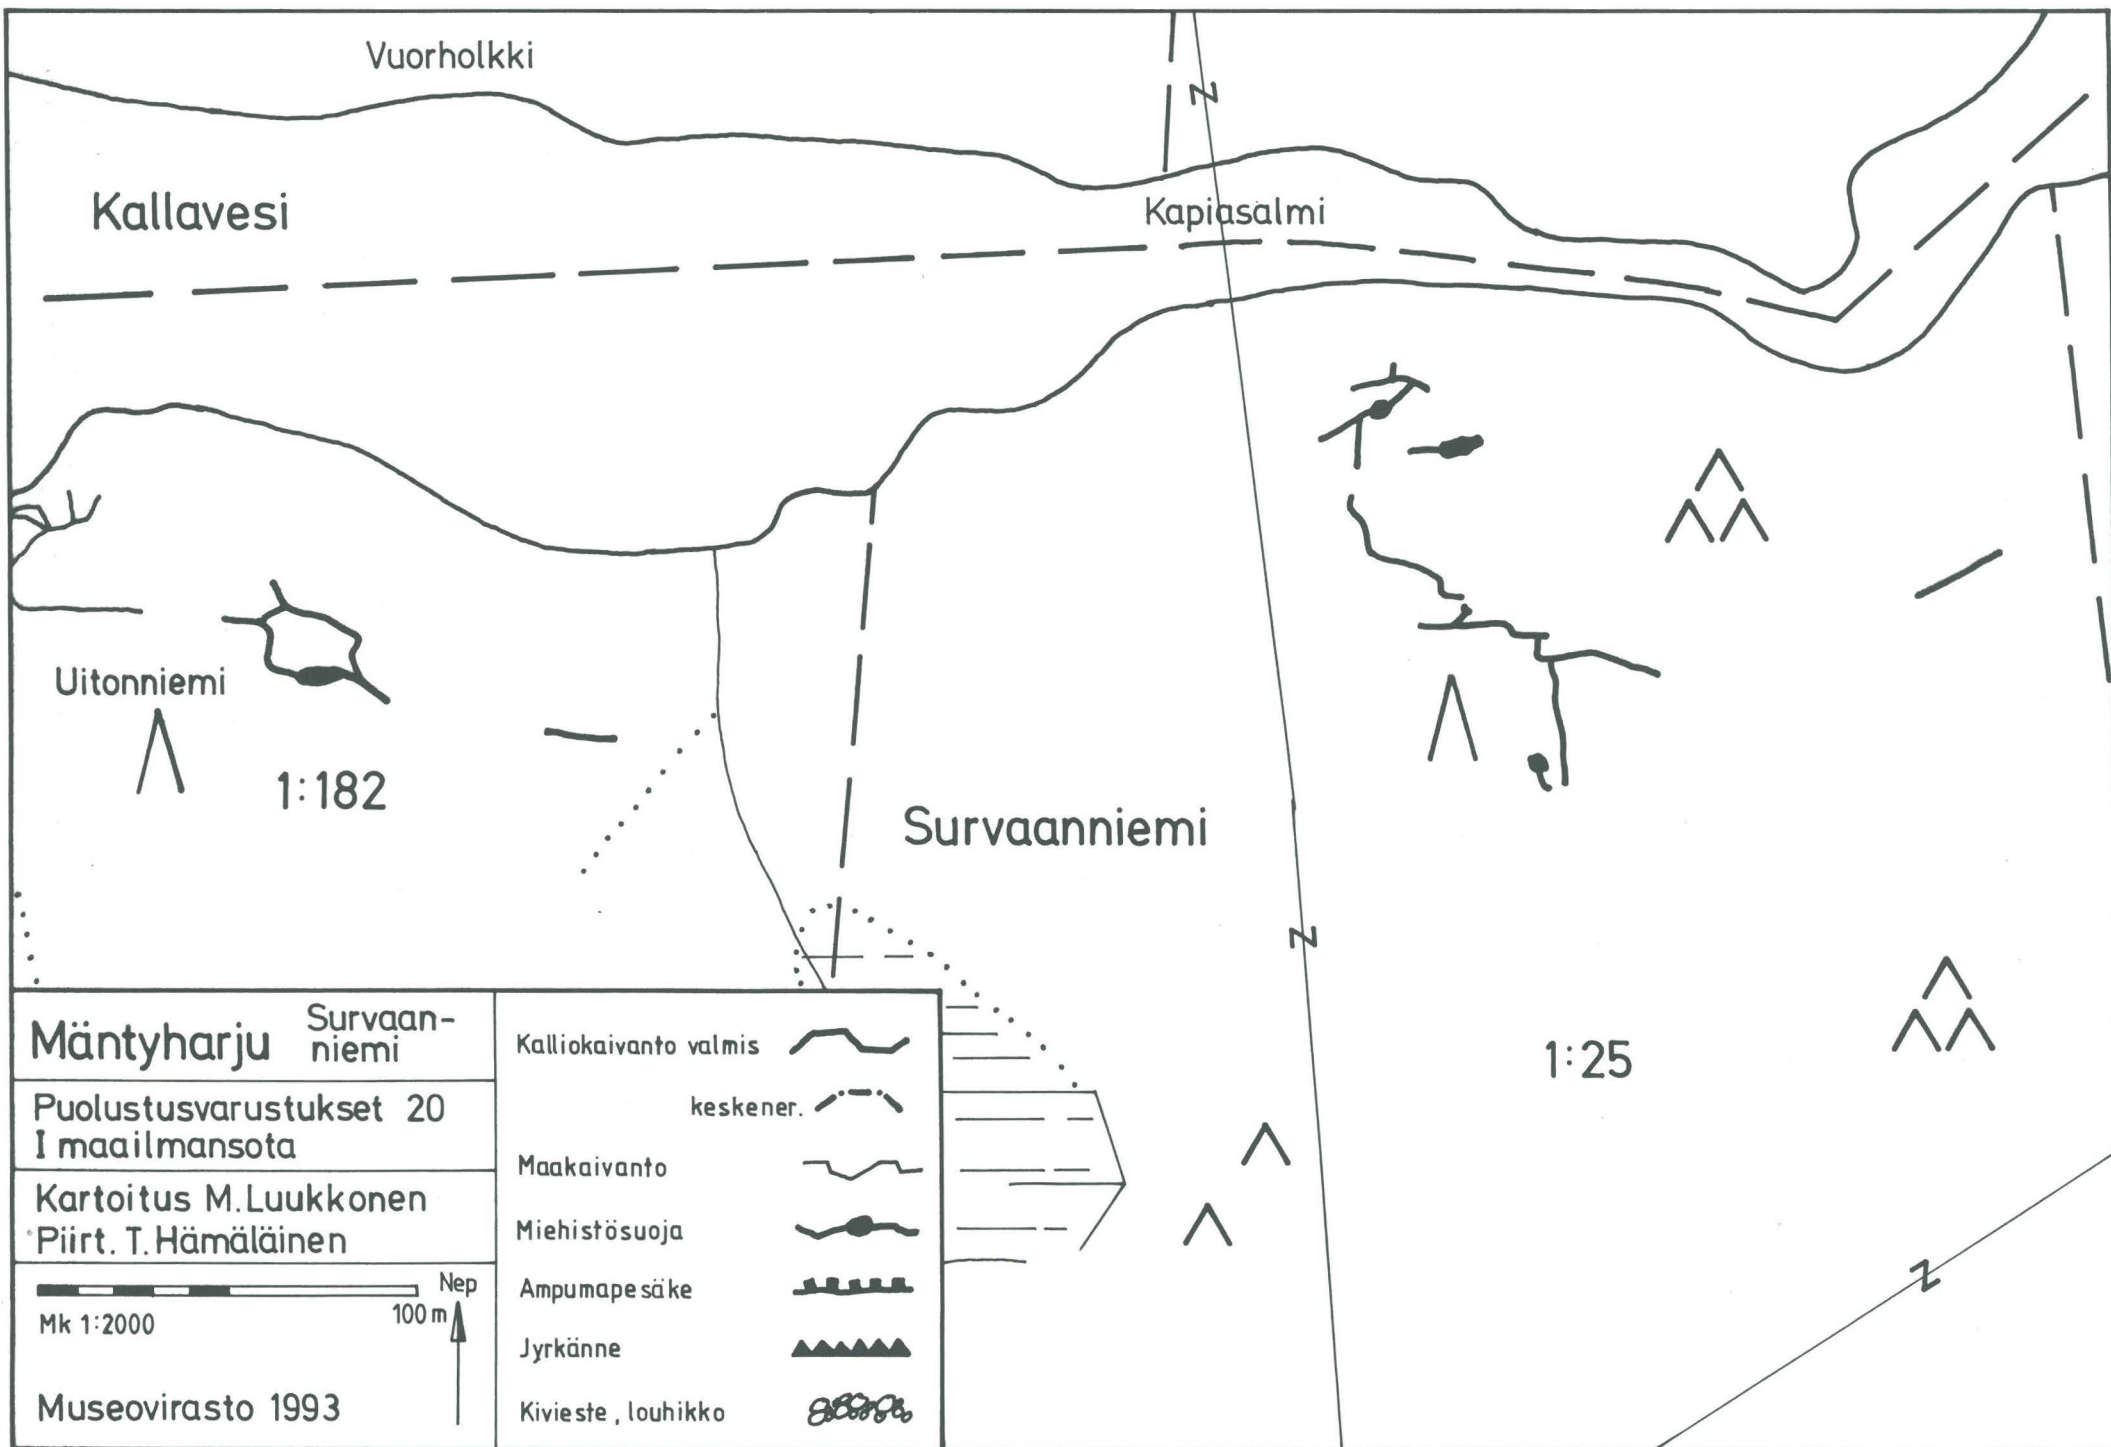 Vuorholkki
Kallavesi
Kapiasalmi
Uitonniemi
1:182
Survaanniemi
1:25
Mäntyharju Survaan-
niemi
Puolustusvarustukset 20
I maailmansota
Kartoitus M.Luukkonen
Piirt. T.Hämäläinen
Nep
100 m
Mk 1:2000
Museovirasto 1993
Kalliokaivanto valmis
keskener.
Maakaivanto
Miehistösuoja
Ampumapesäke
Jyrkänne
Kivieste, louhikko